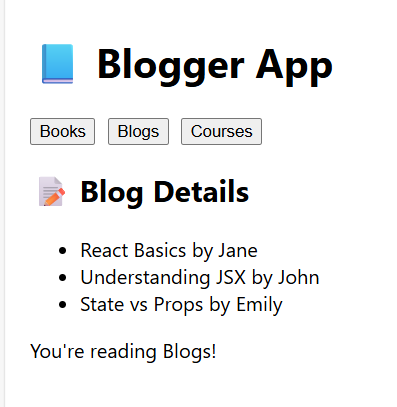 Blogger App
Books Blogs Courses
Blog Details
React Basics by Jane
Understanding JSX by John
State vs Props by Emily
You're reading Blogs!